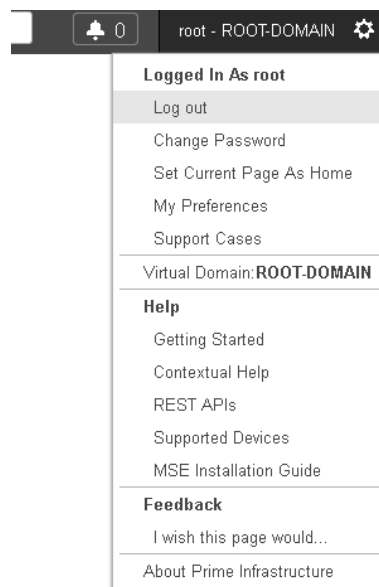 0 root - ROOT-DOMAIN
Logged In As root
Log out
Change Password
Set Current Page As Home
My Preferences
Support Cases
Virtual Domain:ROOT-DOMAIN
Help
Getting Started
Contextual Help
REST APIs
Supported Devices
MSE Installation Guide
Feedback
I wish this page would...
About Prime Infrastructure